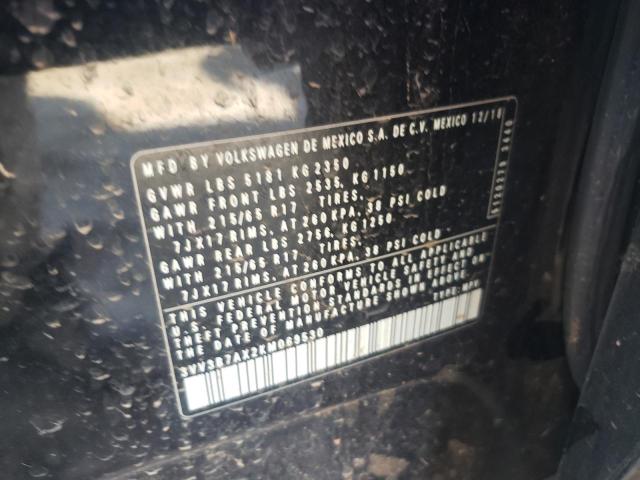 MFD. BY VOLKSWAGEN DE MEXICO S.A. DE C.V. MEXICO 12/18
GVWR LBS 5181 KG 2350
GAWR FRONT LBS 2535, KG 1150
WITH 215/65 R17 TIRES,
7JX17 RIMS, AT 260 KPA, 38 PSI COLD
GAWR REAR LBS 2756, KG 1250
WITH 215/65 R17 TIRES,
7JX17 RIMS, AT 260 KPA, 38 PSI COLD
THIS VEHICLE CONFORMS TO ALL APPLICABLE
U.S. FEDERAL MOTOR VEHICLE SAFETY AND
THEFT PREVENTION STANDARDS IN EFFECT ON
THE DATE OF MANUFACTURE SHOWN ABOVE.
TYPE: MPV